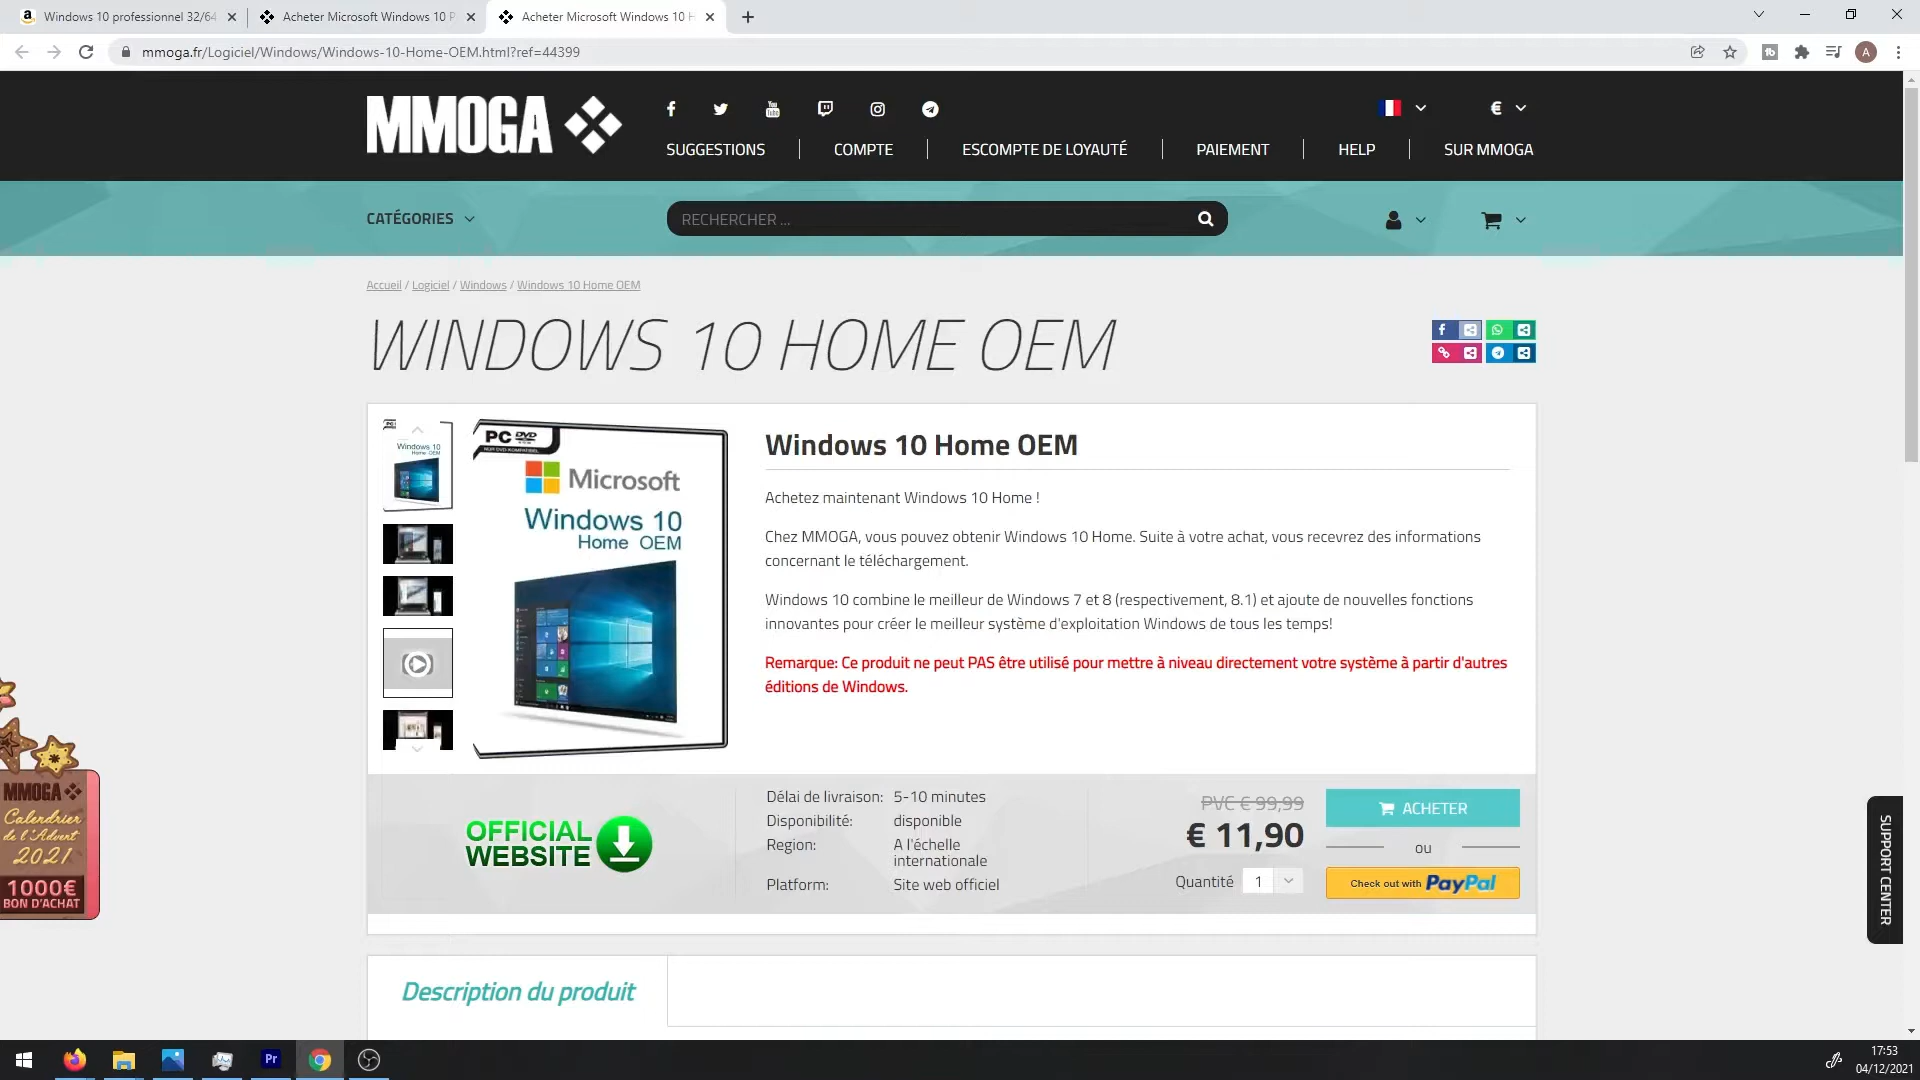 Windows 10 professionnel 32/64
Acheter Microsoft Windows 10 P
Acheter Microsoft Windows 10 H
mmoga.fr/Logiciel/Windows/Windows-10-Home-OEM.html?ref=44399
A
MMOGA
€
SUGGESTIONS
COMPTE
ESCOMPTE DE LOYAUTÉ
PAIEMENT
HELP
SUR MMOGA
CATÉGORIES
RECHERCHER ...
Accueil / Logiciel / Windows / Windows 10 Home OEM
WINDOWS 10 HOME OEM
PC DVD
Microsoft
Windows 10
Home OEM
Windows 10
Home OEM
Windows 10 Home OEM
Achetez maintenant Windows 10 Home !
Chez MMOGA, vous pouvez obtenir Windows 10 Home. Suite à votre achat, vous recevrez des informations
concernant le téléchargement.
Windows 10 combine le meilleur de Windows 7 et 8 (respectivement, 8.1) et ajoute de nouvelles fonctions
innovantes pour créer le meilleur système d'exploitation Windows de tous les temps!
Remarque: Ce produit ne peut PAS être utilisé pour mettre à niveau directement votre système à partir d'autres
éditions de Windows.
MMOGA
Calendrier
de l'Avent
2021
1000€
BON D'ACHAT
OFFICIAL
WEBSITE
Délai de livraison: 5-10 minutes
Disponibilité: disponible
Region: A l'échelle
internationale
Platform: Site web officiel
PVC € 99,99
€ 11,90
Quantité 1
ACHETER
ou
Check out with PayPal
SUPPORT CENTER
Description du produit
Pr
17:53
04/12/2021